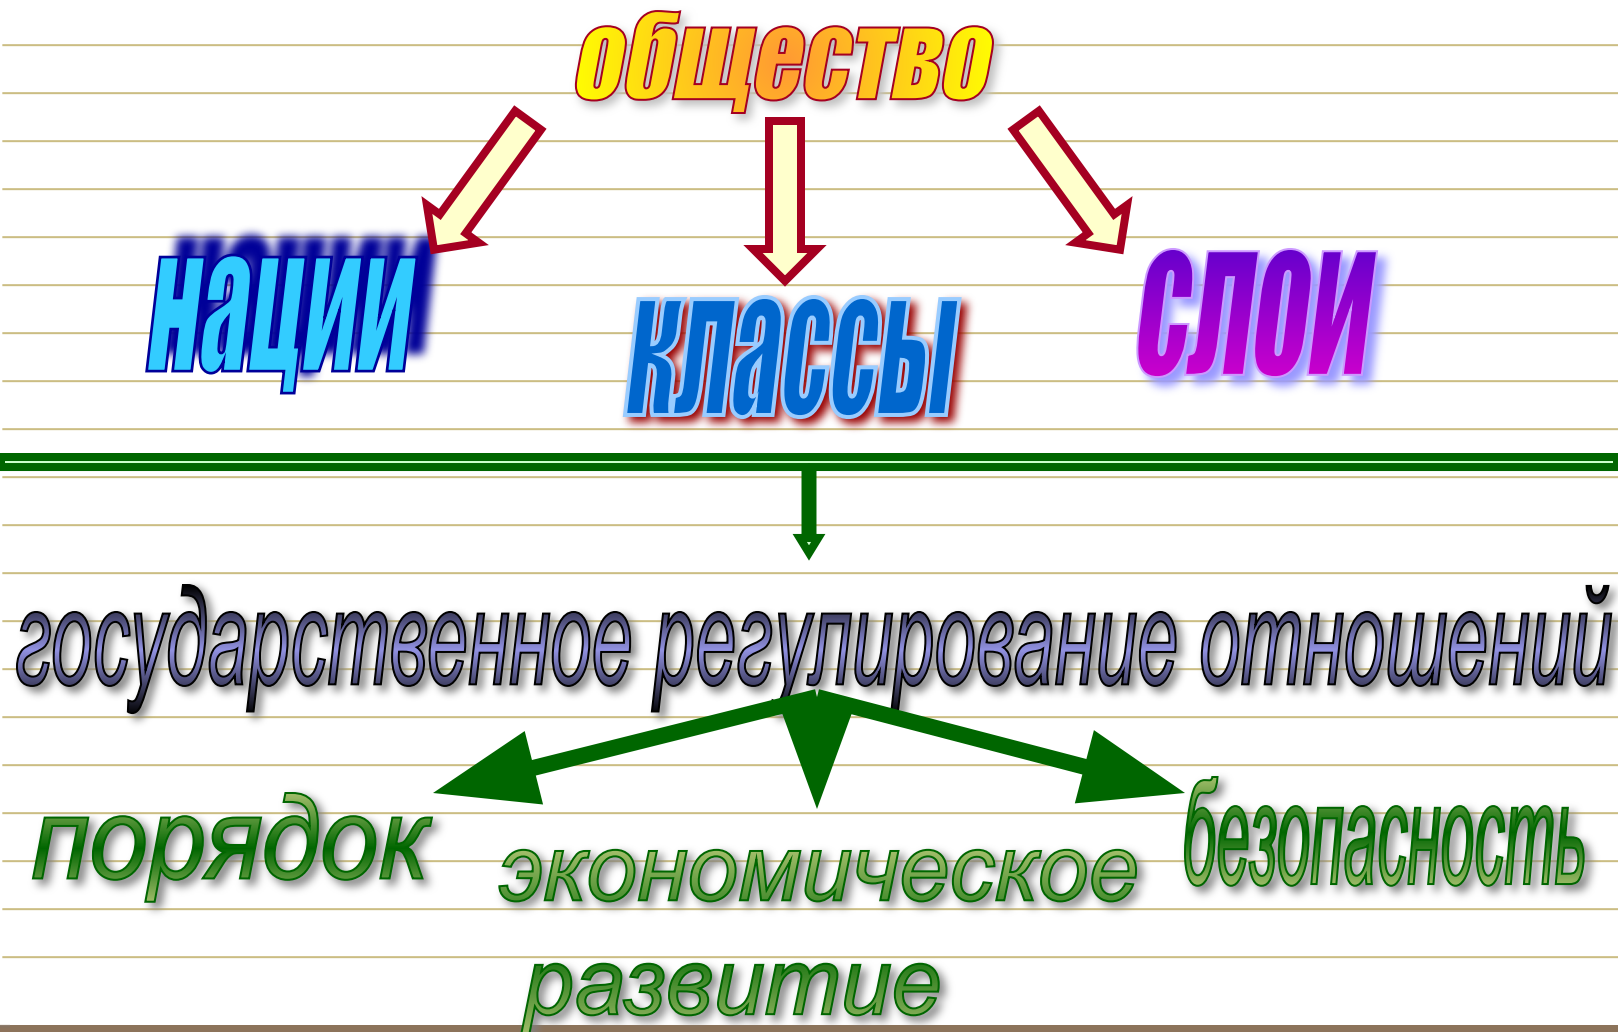 общество
нации
классы
слои
государственное регулирование отношений
порядок
экономическое
развитие
безопасность